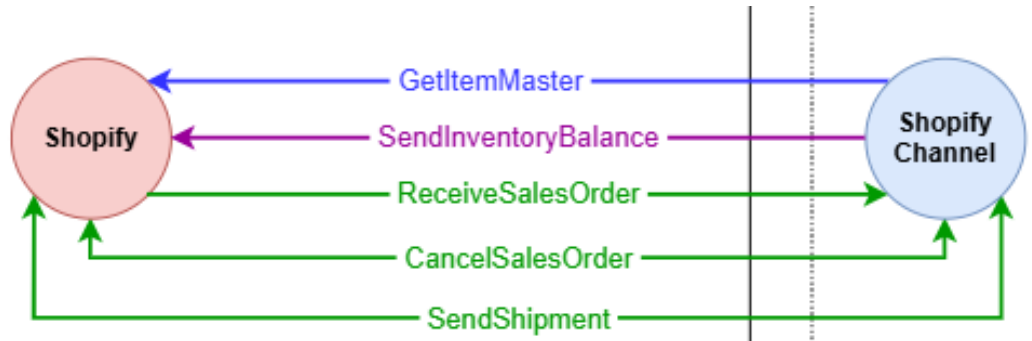 GetItemMaster
Shopify
SendInventoryBalance
Shopify
Channel
ReceiveSalesOrder
CancelSalesOrder
SendShipment